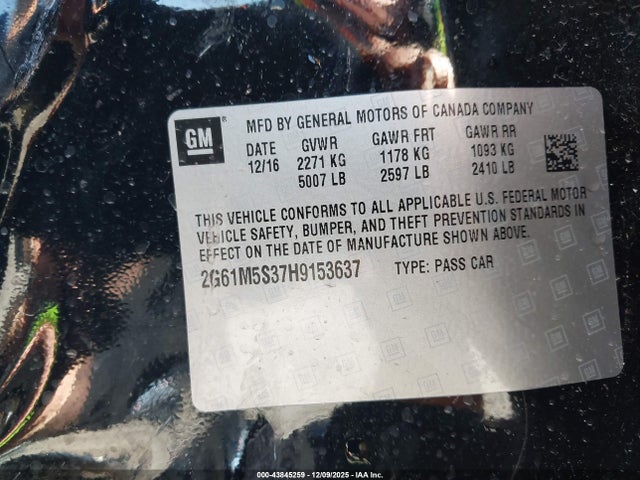 MFD BY GENERAL MOTORS OF CANADA COMPANY
GM®
DATE GVWR GAWR FRT GAWR RR
12/16 2271 KG 1178 KG 1093 KG
5007 LB 2597 LB 2410 LB
THIS VEHICLE CONFORMS TO ALL APPLICABLE U.S. FEDERAL MOTOR
VEHICLE SAFETY, BUMPER, AND THEFT PREVENTION STANDARDS IN
EFFECT ON THE DATE OF MANUFACTURE SHOWN ABOVE.
2G61M5S37H9153637 TYPE: PASS CAR
000-43845259 - 12/09/2025 - IAA Inc.